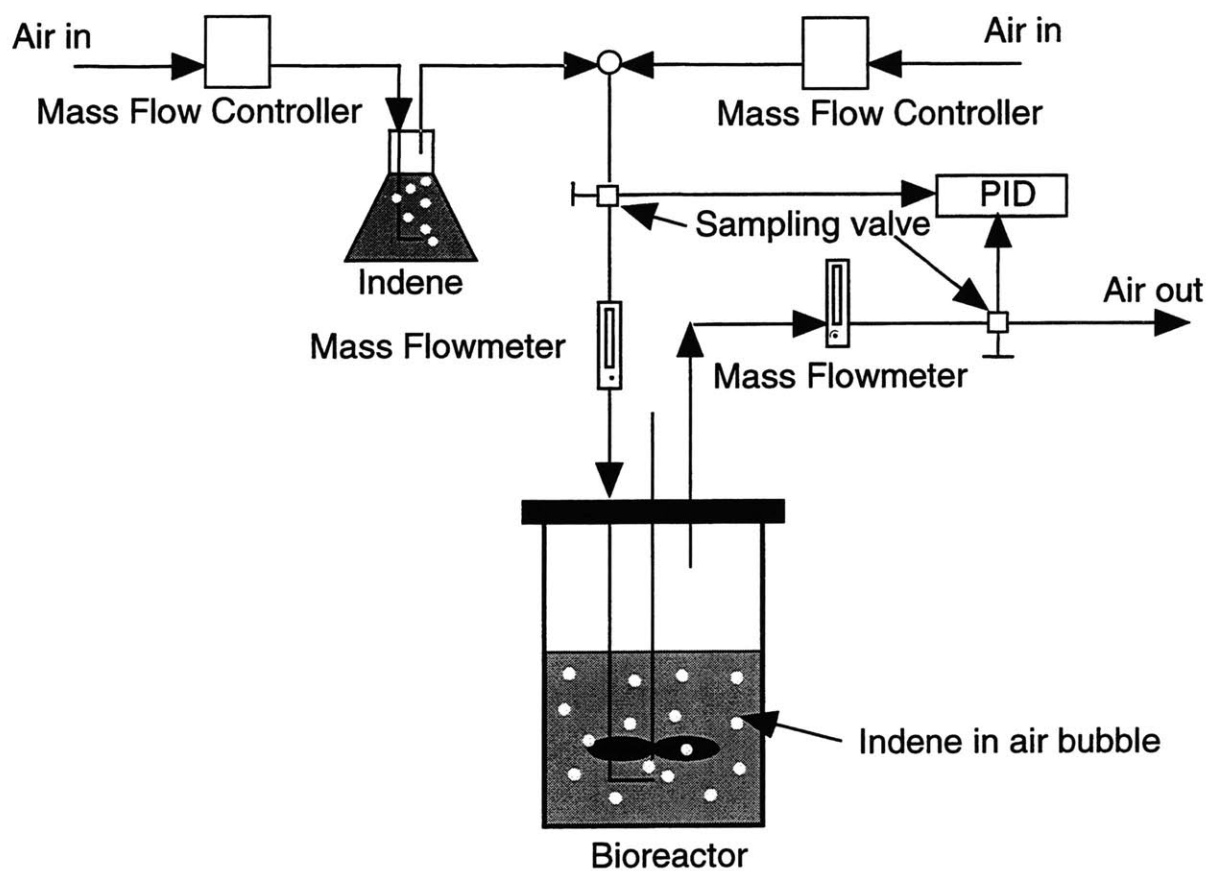 Air in
Air in
Mass Flow Controller
Mass Flow Controller
PID
Sampling valve
Indene
Air out
Mass Flowmeter
Mass Flowmeter
Indene in air bubble
Bioreactor